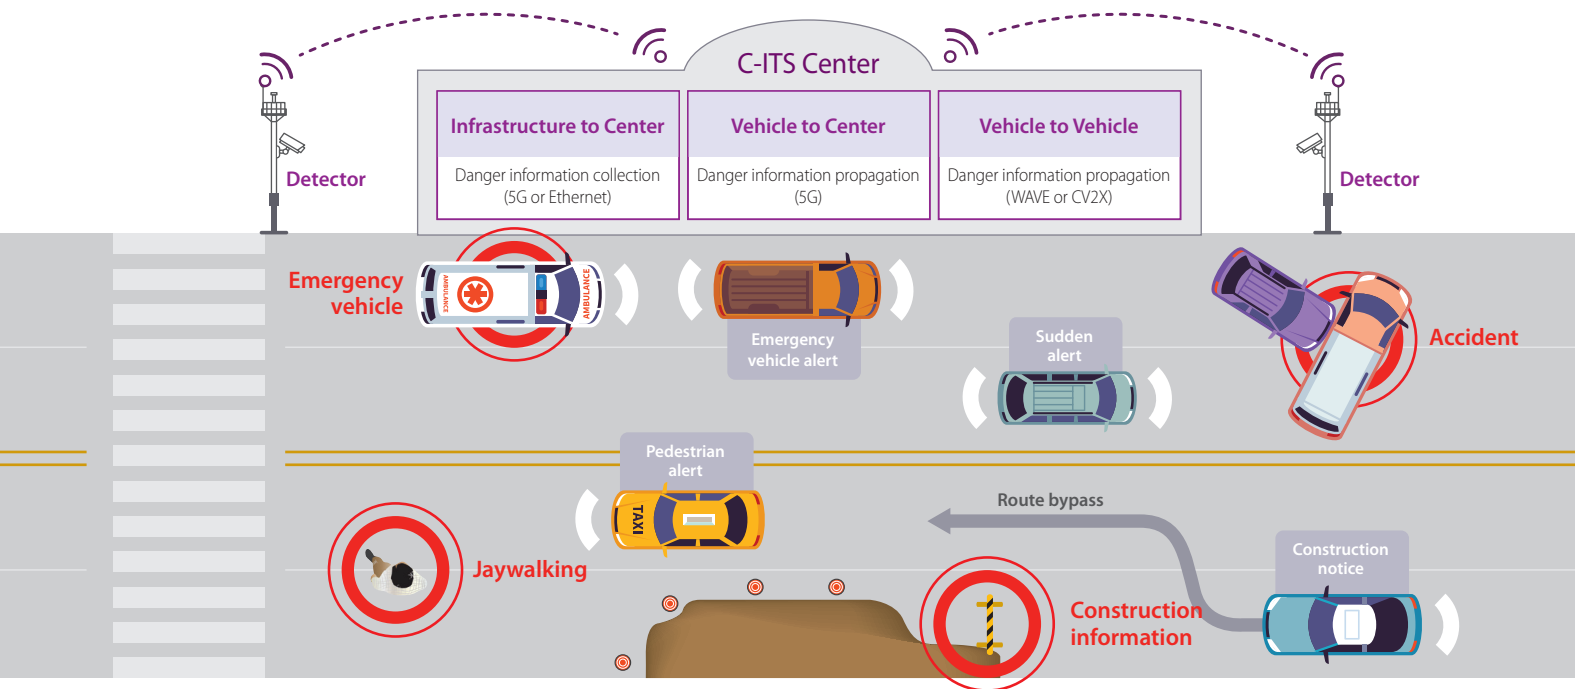 C-ITS Center
Infrastructure to Center
Danger information collection
(5G or Ethernet)
Vehicle to Center
Danger information propagation
(5G)
Vehicle to Vehicle
Danger information propagation
(WAVE or CV2X)
Detector
Detector
Emergency
vehicle
AMBULANCE
AMBULANCE
Emergency
vehicle alert
Sudden
alert
Accident
Pedestrian
alert
TAXI
Route bypass
Construction
notice
Jaywalking
Construction
information